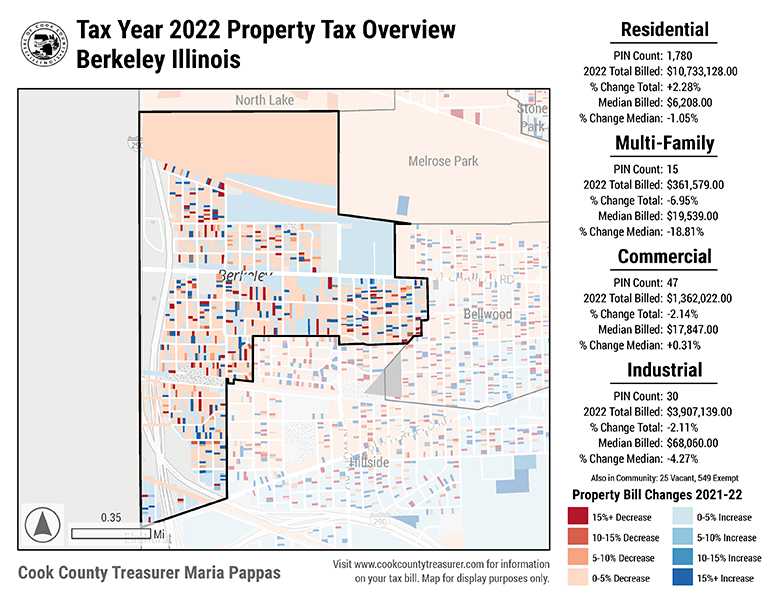 Tax Year 2022 Property Tax Overview
Berkeley Illinois
North Lake
Stone
Park
290
Melrose Park
Berkeley
Bellwood
Hillside
290
0.35
Mi
Cook County Treasurer Maria Pappas
Visit www.cookcountytreasurer.com for information
on your tax bill. Map for display purposes only.
Residential
PIN Count: 1,780
2022 Total Billed: $10,733,128.00
% Change Total: +2.28%
Median Billed: $6,208.00
% Change Median: -1.05%
Multi-Family
PIN Count: 15
2022 Total Billed: $361,579.00
% Change Total: -6.95%
Median Billed: $19,539.00
% Change Median: -18.81%
Commercial
PIN Count: 47
2022 Total Billed: $1,362,022.00
% Change Total: -2.14%
Median Billed: $17,847.00
% Change Median: +0.31%
Industrial
PIN Count: 30
2022 Total Billed: $3,907,139.00
% Change Total: -2.11%
Median Billed: $68,060.00
% Change Median: -4.27%
Also in Community: 25 Vacant, 549 Exempt
Property Bill Changes 2021-22
15%+ Decrease
10-15% Decrease
5-10% Decrease
0-5% Decrease
0-5% Increase
5-10% Increase
10-15% Increase
15%+ Increase